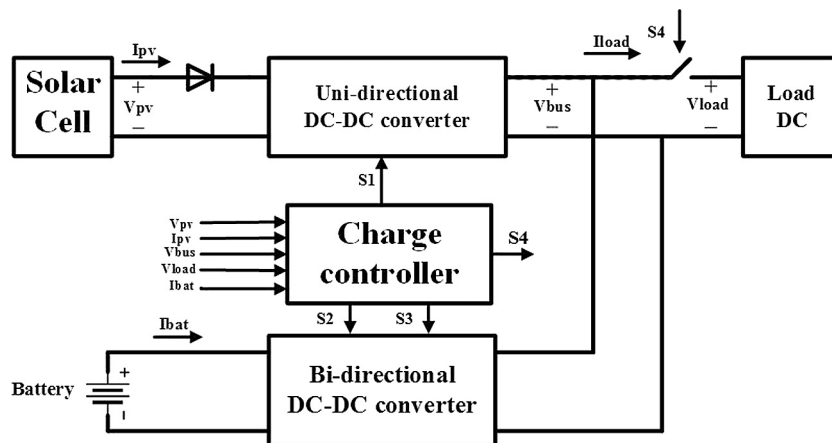 Ipv
Iload
S4
Solar
Cell
+
Vpv
−
Uni-directional
DC-DC converter
+
Vbus
−
+
Vload
−
Load
DC
S1
Vpv
Ipv
Vbus
Vload
Ibat
Charge
controller
S4
S2
S3
Ibat
Battery
+
-
Bi-directional
DC-DC converter